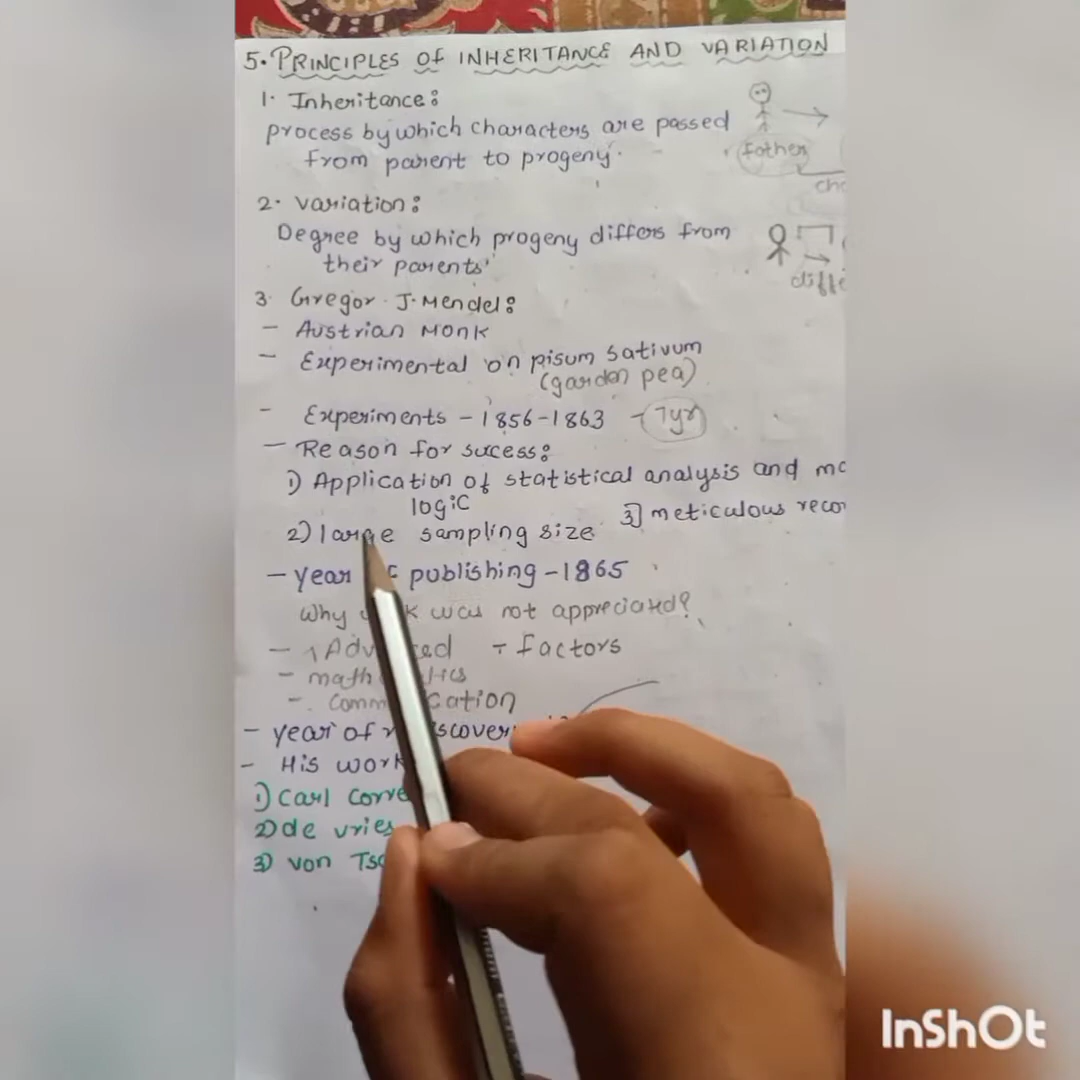 5. PRINCIPLES OF INHERITANCE AND VARIATION
1. Inheritance:
process by which characters are passed
from parent to progeny.
father
2. Variation:
Degree by which progeny differs from
their parents
3. Gregor J. Mendel:
- Austrian Monk
- Experimental on pisum sativum
(garden pea)
- Experiments - 1856-1863 - 7yr
- Reason for sucess:
1) Application of statistical analysis and
logic
2) large sampling size 3] meticulous
- year publishing - 1865
Why was not appreciated?
- - factors
-
-
- year of
- His work
1) Carl
2) de vries
3) von
InShOt